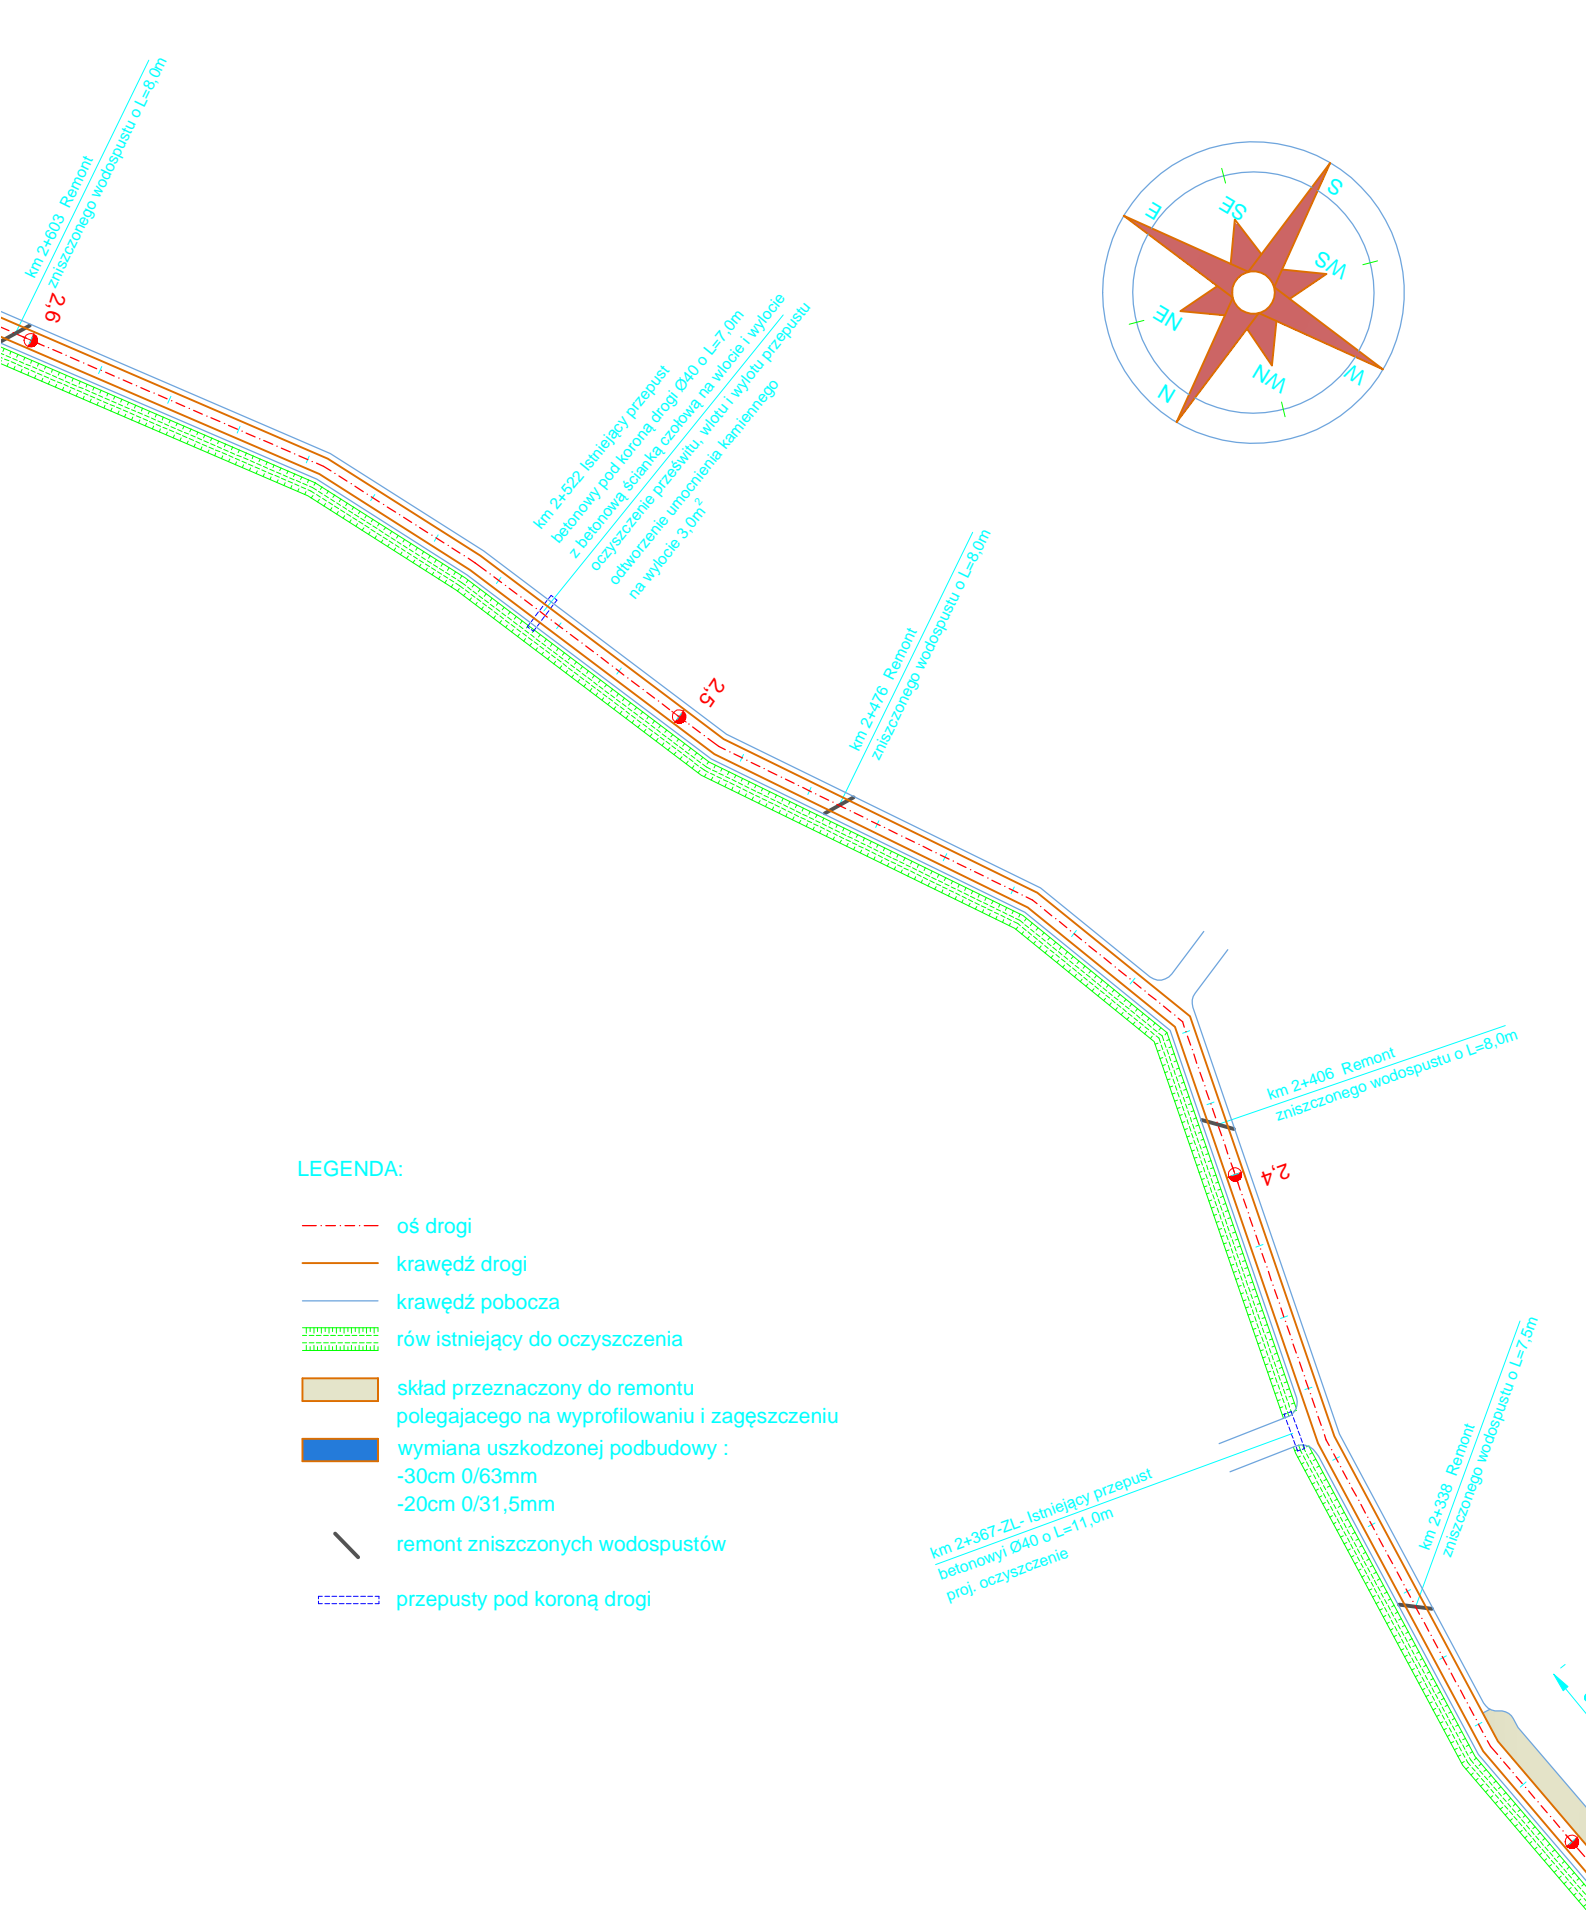 km 2+603  Remont
zniszczonego wodospustu o L=8,0m
2,6
km 2+522 Istniejący przepust
betonowy pod koroną drogi Ø40 o L=7,0m
z betonową ścianką czołową na wlocie i wylocie
oczyszczenie prześwitu, wlotu i wylotu przepustu
odtworzenie umocnienia kamiennego
na wylocie 3,0m²
S
SE
E
WS
NE
WN
W
N
2,5
km 2+476  Remont
zniszczonego wodospustu o L=8,0m
km 2+406  Remont
zniszczonego wodospustu o L=8,0m
2,4
LEGENDA:
oś drogi
krawędź drogi
krawędź pobocza
rów istniejący do oczyszczenia
skład przeznaczony do remontu
polegajacego na wyprofilowaniu i zagęszczeniu
wymiana uszkodzonej podbudowy :
-30cm 0/63mm
-20cm 0/31,5mm
remont zniszczonych wodospustów
przepusty pod koroną drogi
km 2+367-ZL- Istniejący przepust
betonowyi Ø40 o L=11,0m
proj. oczyszczenie
km 2+338  Remont
zniszczonego wodospustu o L=7,5m